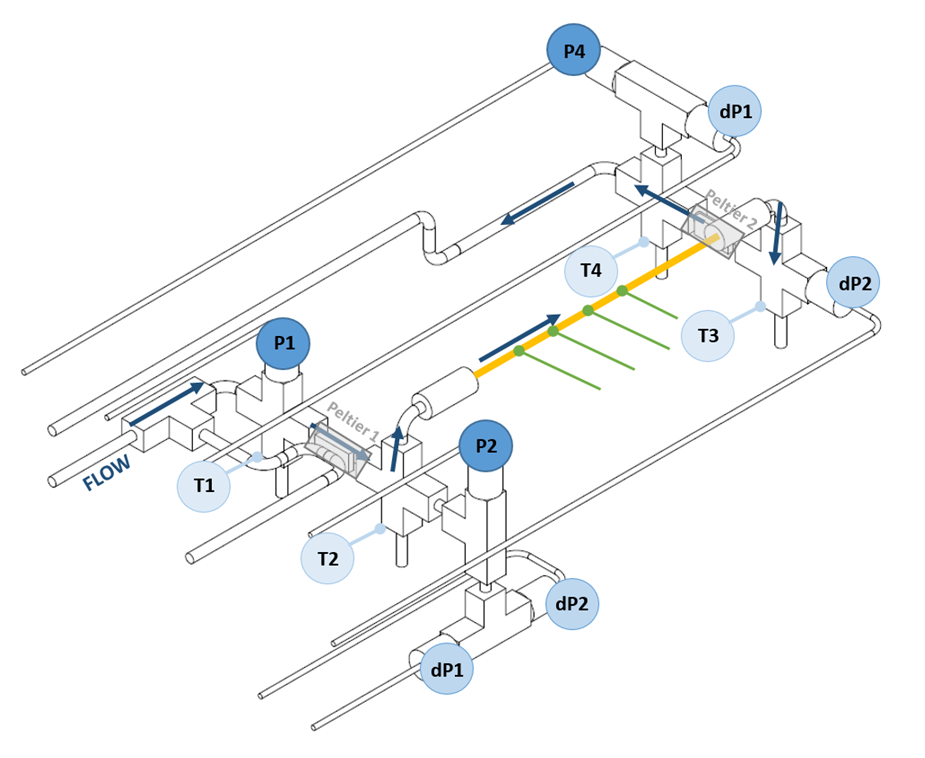 P4
dP1
Peltier 2
T4
dP2
T3
P1
Peltier 1
P2
FLOW
T1
T2
dP2
dP1